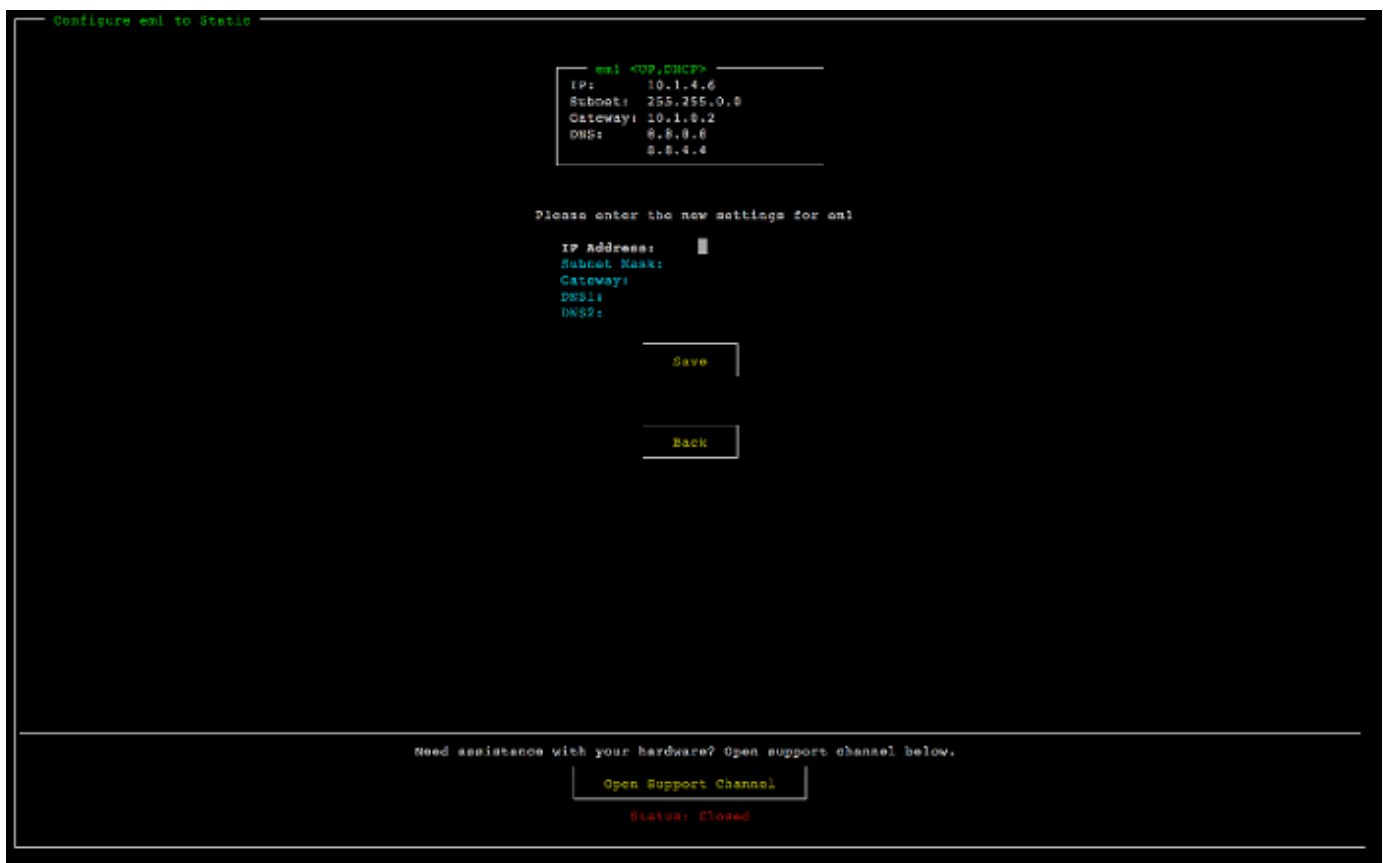 Configure em1 to Static
em1 <UP,DHCP>
IP: 10.1.4.6
Subnet: 255.255.0.0
Gateway: 10.1.0.2
DNS: 8.8.8.8
8.8.4.4
Please enter the new settings for em1
IP Address:
Subnet Mask:
Gateway:
DNS1:
DNS2:
Save
Back
Need assistance with your hardware? Open support channel below.
Open Support Channel
Status: Closed